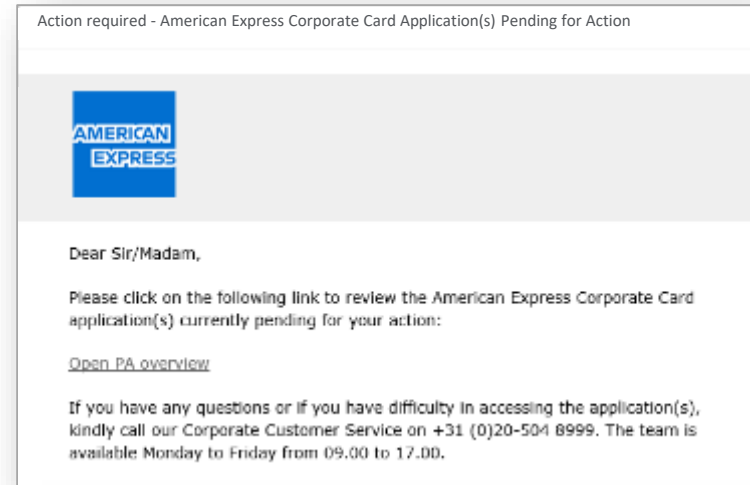 Action required - American Express Corporate Card Application(s) Pending for Action
AMERICAN
EXPRESS
Dear Sir/Madam,
Please click on the following link to review the American Express Corporate Card
application(s) currently pending for your action:
Open PA overview
If you have any questions or if you have difficulty in accessing the application(s),
kindly call our Corporate Customer Service on +31 (0)20-504 8999. The team is
available Monday to Friday from 09.00 to 17.00.